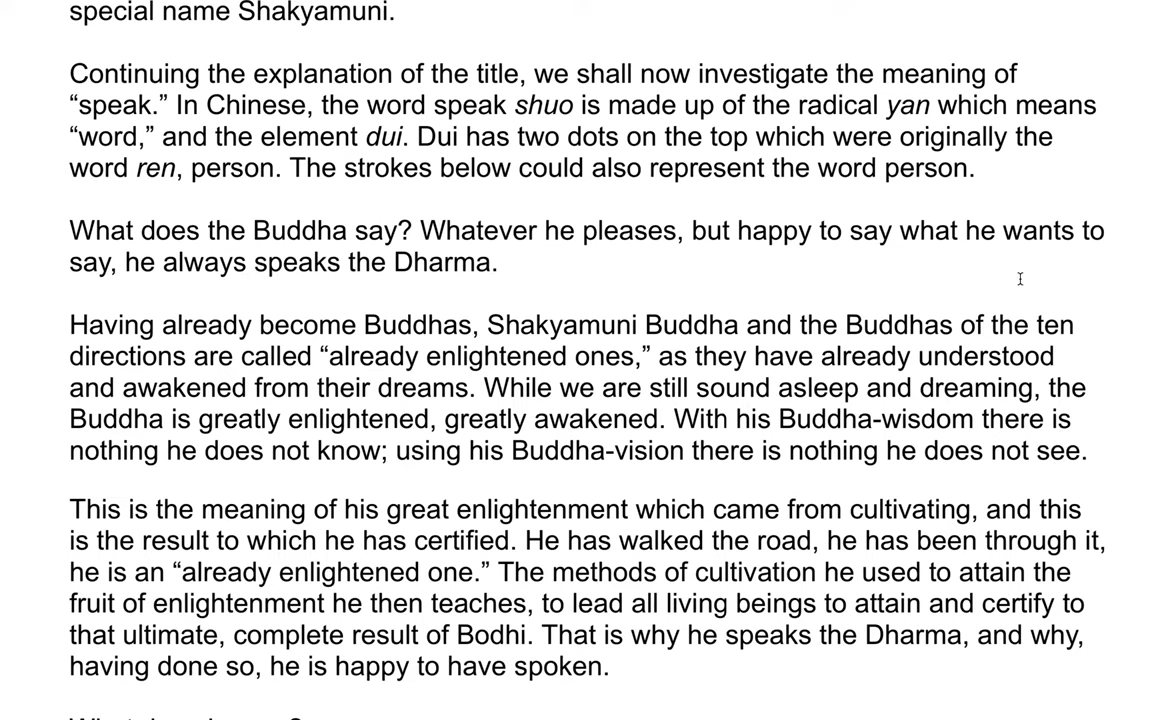 special name Shakyamuni.
Continuing the explanation of the title, we shall now investigate the meaning of
“speak.” In Chinese, the word speak shuo is made up of the radical yan which means
“word,” and the element dui. Dui has two dots on the top which were originally the
word ren, person. The strokes below could also represent the word person.
What does the Buddha say? Whatever he pleases, but happy to say what he wants to
say, he always speaks the Dharma.
Having already become Buddhas, Shakyamuni Buddha and the Buddhas of the ten
directions are called “already enlightened ones,” as they have already understood
and awakened from their dreams. While we are still sound asleep and dreaming, the
Buddha is greatly enlightened, greatly awakened. With his Buddha-wisdom there is
nothing he does not know; using his Buddha-vision there is nothing he does not see.
This is the meaning of his great enlightenment which came from cultivating, and this
is the result to which he has certified. He has walked the road, he has been through it,
he is an “already enlightened one.” The methods of cultivation he used to attain the
fruit of enlightenment he then teaches, to lead all living beings to attain and certify to
that ultimate, complete result of Bodhi. That is why he speaks the Dharma, and why,
having done so, he is happy to have spoken.